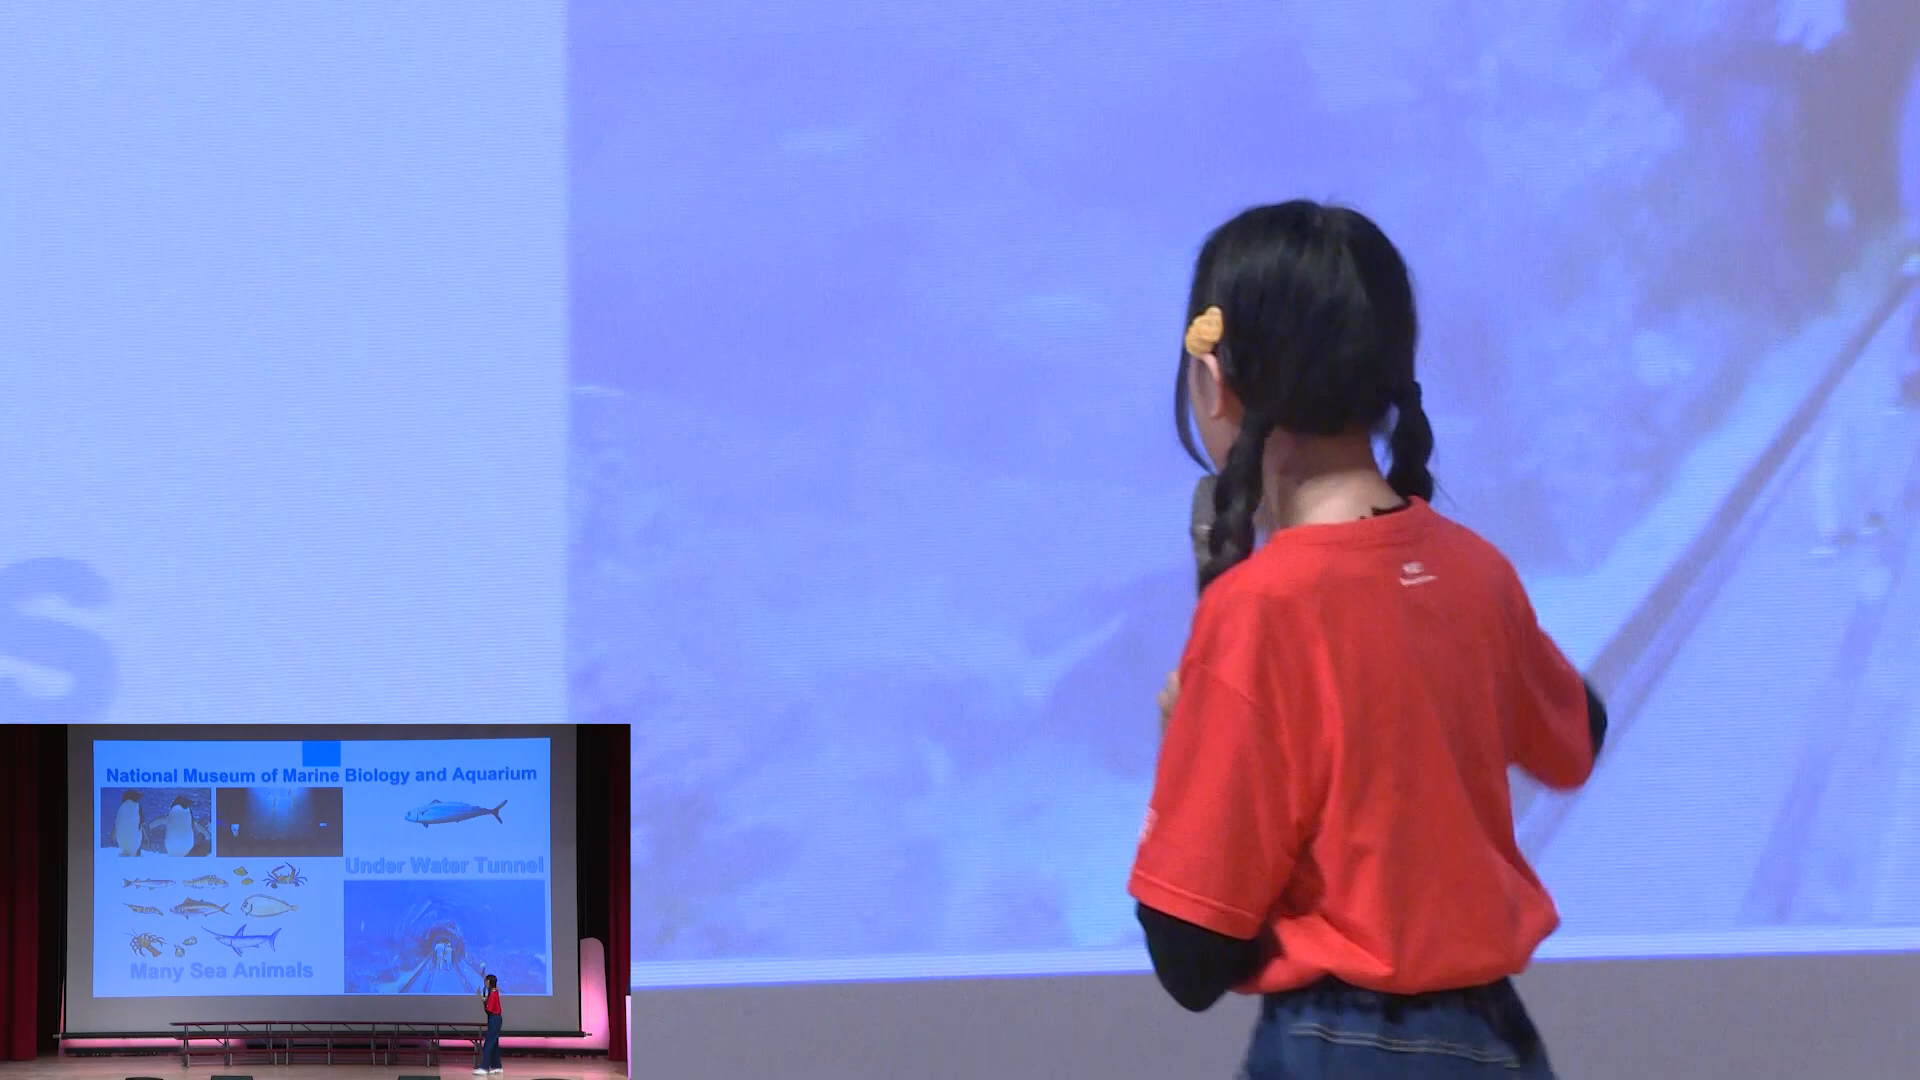 s
National Museum of Marine Biology and Aquarium
Under Water Tunnel
Many Sea Animals